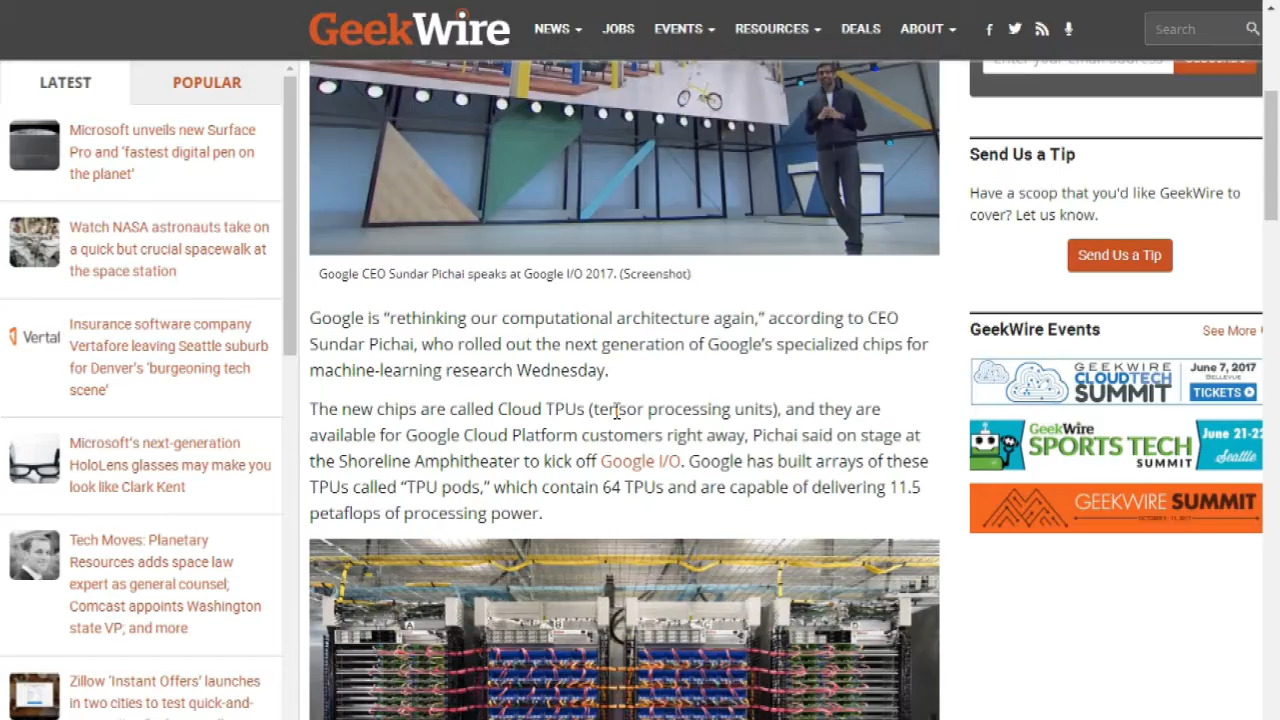 GeekWire
NEWS JOBS EVENTS RESOURCES DEALS ABOUT
Search
LATEST
POPULAR
Microsoft unveils new Surface
Pro and ‘fastest digital pen on
the planet’
Watch NASA astronauts take on
a quick but crucial spacewalk at
the space station
Vertaf
Insurance software company
Vertafore leaving Seattle suburb
for Denver's ‘burgeoning tech
scene’
Microsoft's next-generation
HoloLens glasses may make you
look like Clark Kent
Tech Moves: Planetary
Resources adds space law
expert as general counsel;
Comcast appoints Washington
state VP; and more
Zillow ‘Instant Offers’ launches
in two cities to test quick-and-
Google CEO Sundar Pichai speaks at Google I/O 2017. (Screenshot)
Google is “rethinking our computational architecture again,” according to CEO
Sundar Pichai, who rolled out the next generation of Google’s specialized chips for
machine-learning research Wednesday.
The new chips are called Cloud TPUs (tensor processing units), and they are
available for Google Cloud Platform customers right away, Pichai said on stage at
the Shoreline Amphitheater to kick off Google I/O. Google has built arrays of these
TPUs called “TPU pods,” which contain 64 TPUs and are capable of delivering 11.5
petaflops of processing power.
Enter your email address
Send Us a Tip
Have a scoop that you'd like GeekWire to
cover? Let us know.
Send Us a Tip
GeekWire Events
See More
GEEKWIRE
CLOUDTECH
SUMMIT
June 7, 2017
BELLEVUE
TICKETS
GeekWire
SPORTS TECH
SUMMIT
June 21-22
Seattle
GEEKWIRE SUMMIT